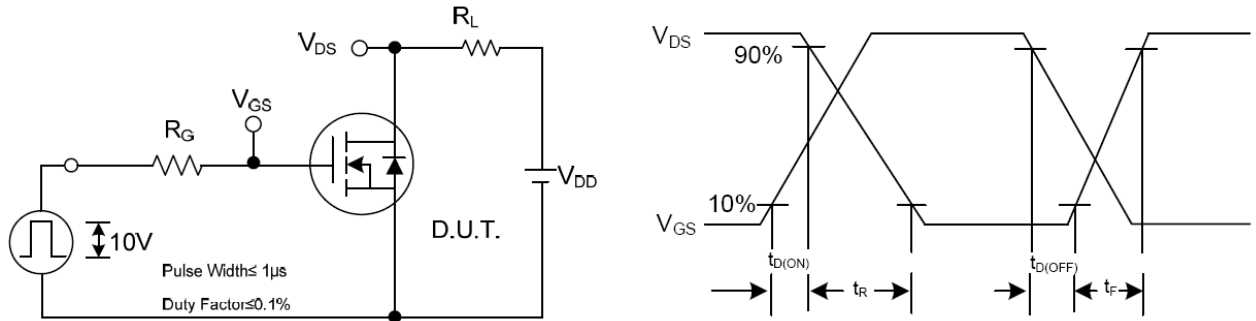 R_L
V_DS
V_GS
R_G
V_DD
D.U.T.
10V
Pulse Width≤ 1μs
Duty Factor≤0.1%
V_DS
90%
10%
V_GS
t_D(ON)
t_R
t_D(OFF)
t_F